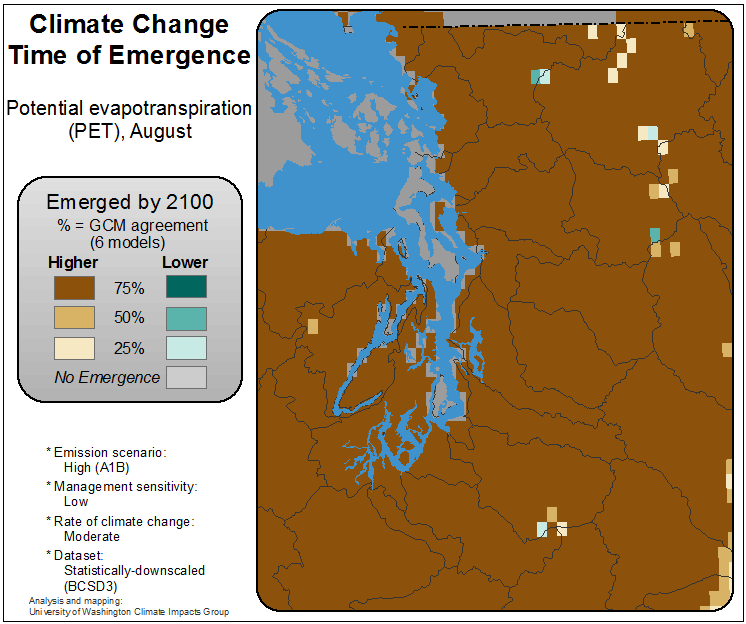 Climate Change
Time of Emergence
Potential evapotranspiration
(PET), August
Emerged by 2100
% = GCM agreement
(6 models)
Higher Lower
75%
50%
25%
No Emergence
* Emission scenario:
High (A1B)
* Management sensitivity:
Low
* Rate of climate change:
Moderate
* Dataset:
Statistically-downscaled
(BCSD3)
Analysis and mapping:
University of Washington Climate Impacts Group